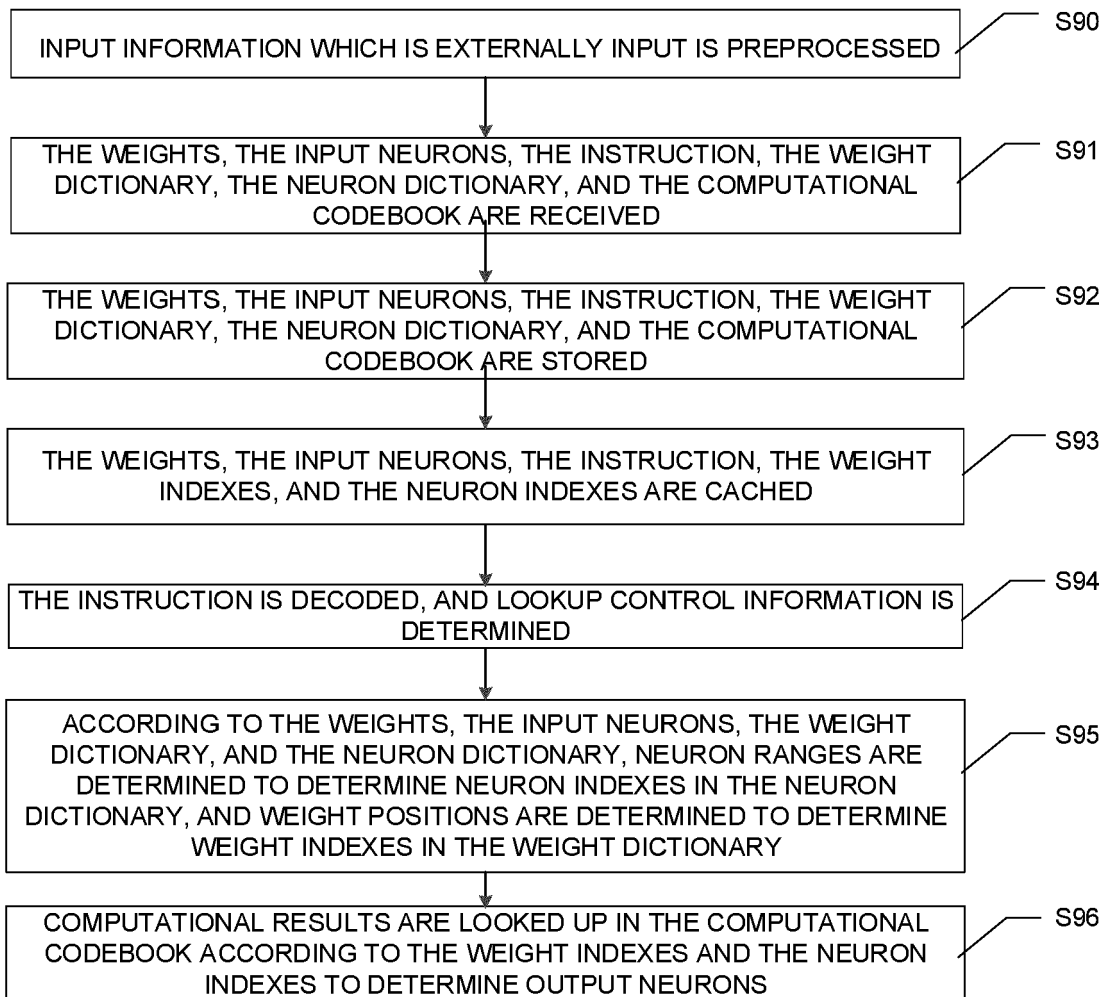 S90
INPUT INFORMATION WHICH IS EXTERNALLY INPUT IS PREPROCESSED
S91
THE WEIGHTS, THE INPUT NEURONS, THE INSTRUCTION, THE WEIGHT
DICTIONARY, THE NEURON DICTIONARY, AND THE COMPUTATIONAL
CODEBOOK ARE RECEIVED
S92
THE WEIGHTS, THE INPUT NEURONS, THE INSTRUCTION, THE WEIGHT
DICTIONARY, THE NEURON DICTIONARY, AND THE COMPUTATIONAL
CODEBOOK ARE STORED
S93
THE WEIGHTS, THE INPUT NEURONS, THE INSTRUCTION, THE WEIGHT
INDEXES, AND THE NEURON INDEXES ARE CACHED
S94
THE INSTRUCTION IS DECODED, AND LOOKUP CONTROL INFORMATION IS
DETERMINED
S95
ACCORDING TO THE WEIGHTS, THE INPUT NEURONS, THE WEIGHT
DICTIONARY, AND THE NEURON DICTIONARY, NEURON RANGES ARE
DETERMINED TO DETERMINE NEURON INDEXES IN THE NEURON
DICTIONARY, AND WEIGHT POSITIONS ARE DETERMINED TO DETERMINE
WEIGHT INDEXES IN THE WEIGHT DICTIONARY
S96
COMPUTATIONAL RESULTS ARE LOOKED UP IN THE COMPUTATIONAL
CODEBOOK ACCORDING TO THE WEIGHT INDEXES AND THE NEURON
INDEXES TO DETERMINE OUTPUT NEURONS